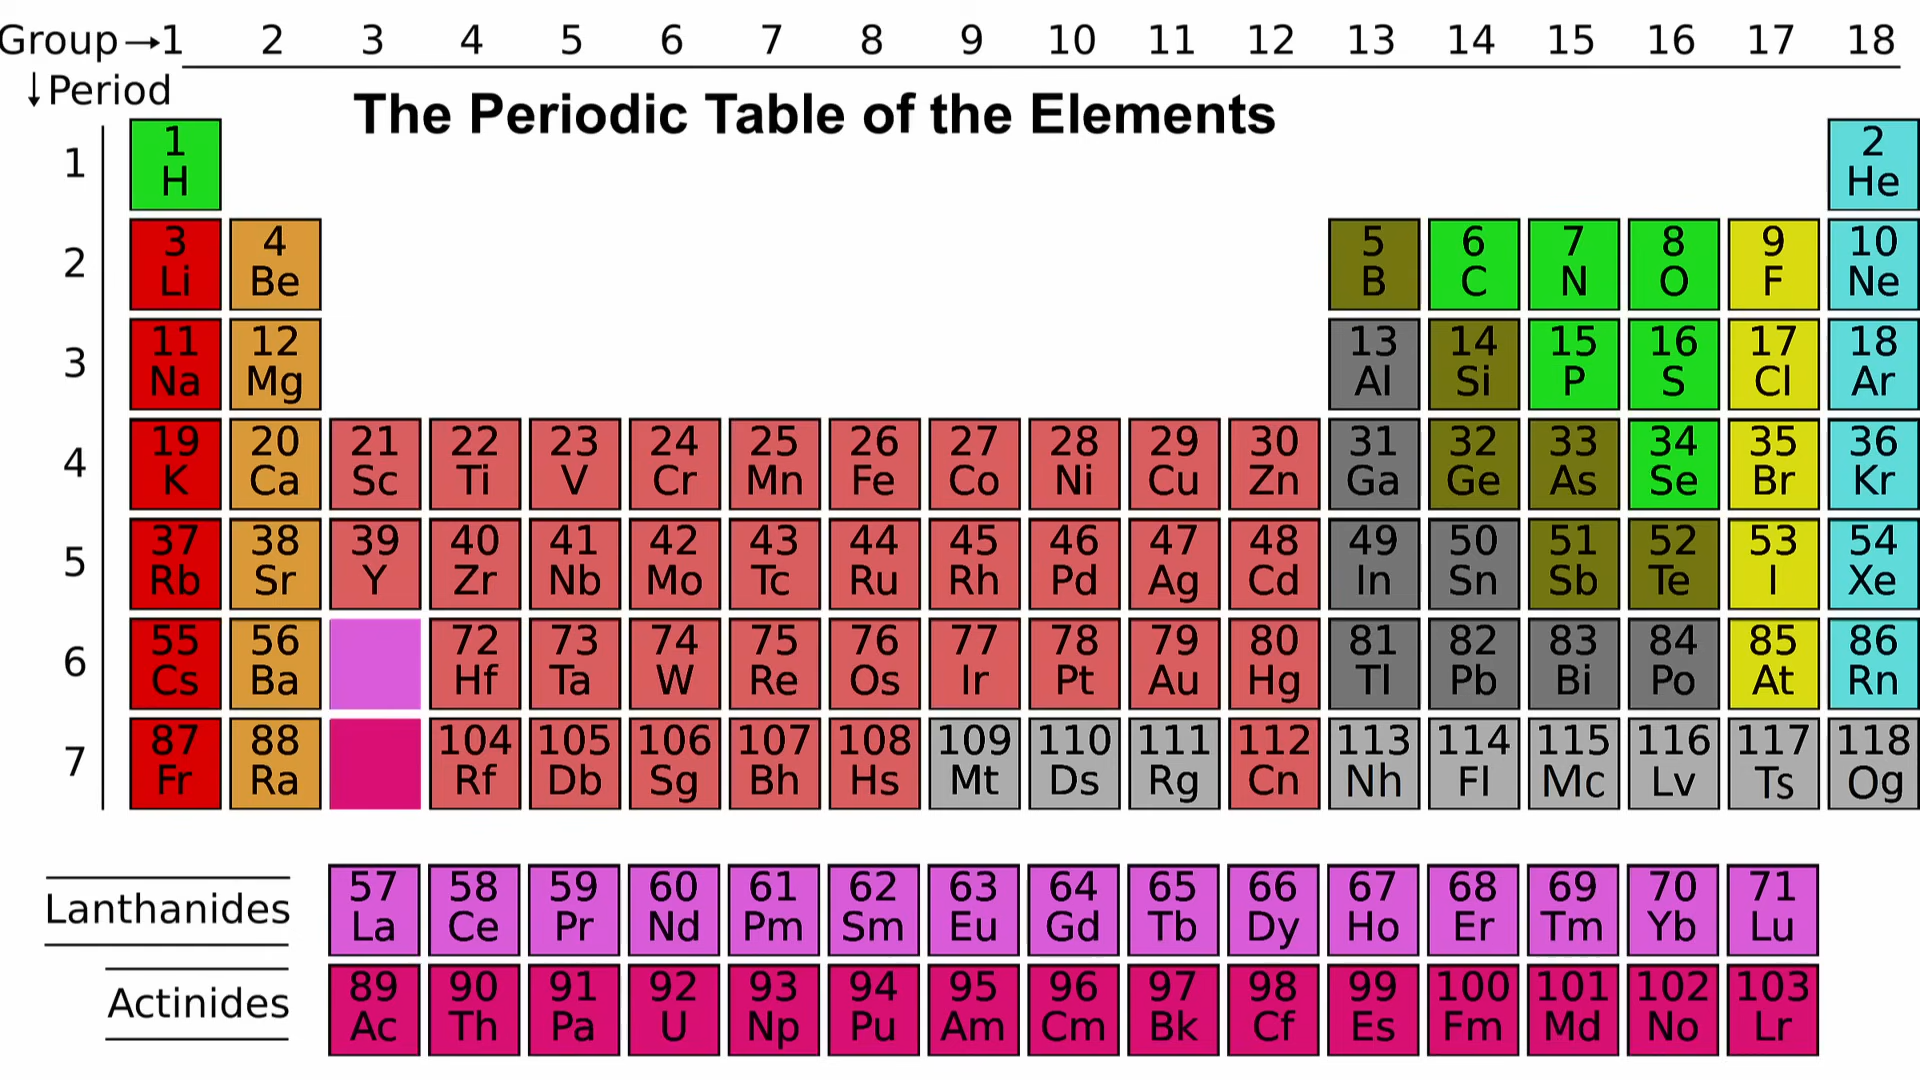 Group →1 2 3 4 5 6 7 8 9 10 11 12 13 14 15 16 17 18
↓Period
The Periodic Table of the Elements
1 1 2
H He
2 3 4 5 6 7 8 9 10
Li Be B C N O F Ne
3 11 12 13 14 15 16 17 18
Na Mg Al Si P S Cl Ar
4 19 20 21 22 23 24 25 26 27 28 29 30 31 32 33 34 35 36
K Ca Sc Ti V Cr Mn Fe Co Ni Cu Zn Ga Ge As Se Br Kr
5 37 38 39 40 41 42 43 44 45 46 47 48 49 50 51 52 53 54
Rb Sr Y Zr Nb Mo Tc Ru Rh Pd Ag Cd In Sn Sb Te I Xe
6 55 56 72 73 74 75 76 77 78 79 80 81 82 83 84 85 86
Cs Ba Hf Ta W Re Os Ir Pt Au Hg Tl Pb Bi Po At Rn
7 87 88 104 105 106 107 108 109 110 111 112 113 114 115 116 117 118
Fr Ra Rf Db Sg Bh Hs Mt Ds Rg Cn Nh Fl Mc Lv Ts Og
Lanthanides 57 58 59 60 61 62 63 64 65 66 67 68 69 70 71
La Ce Pr Nd Pm Sm Eu Gd Tb Dy Ho Er Tm Yb Lu
Actinides 89 90 91 92 93 94 95 96 97 98 99 100 101 102 103
Ac Th Pa U Np Pu Am Cm Bk Cf Es Fm Md No Lr